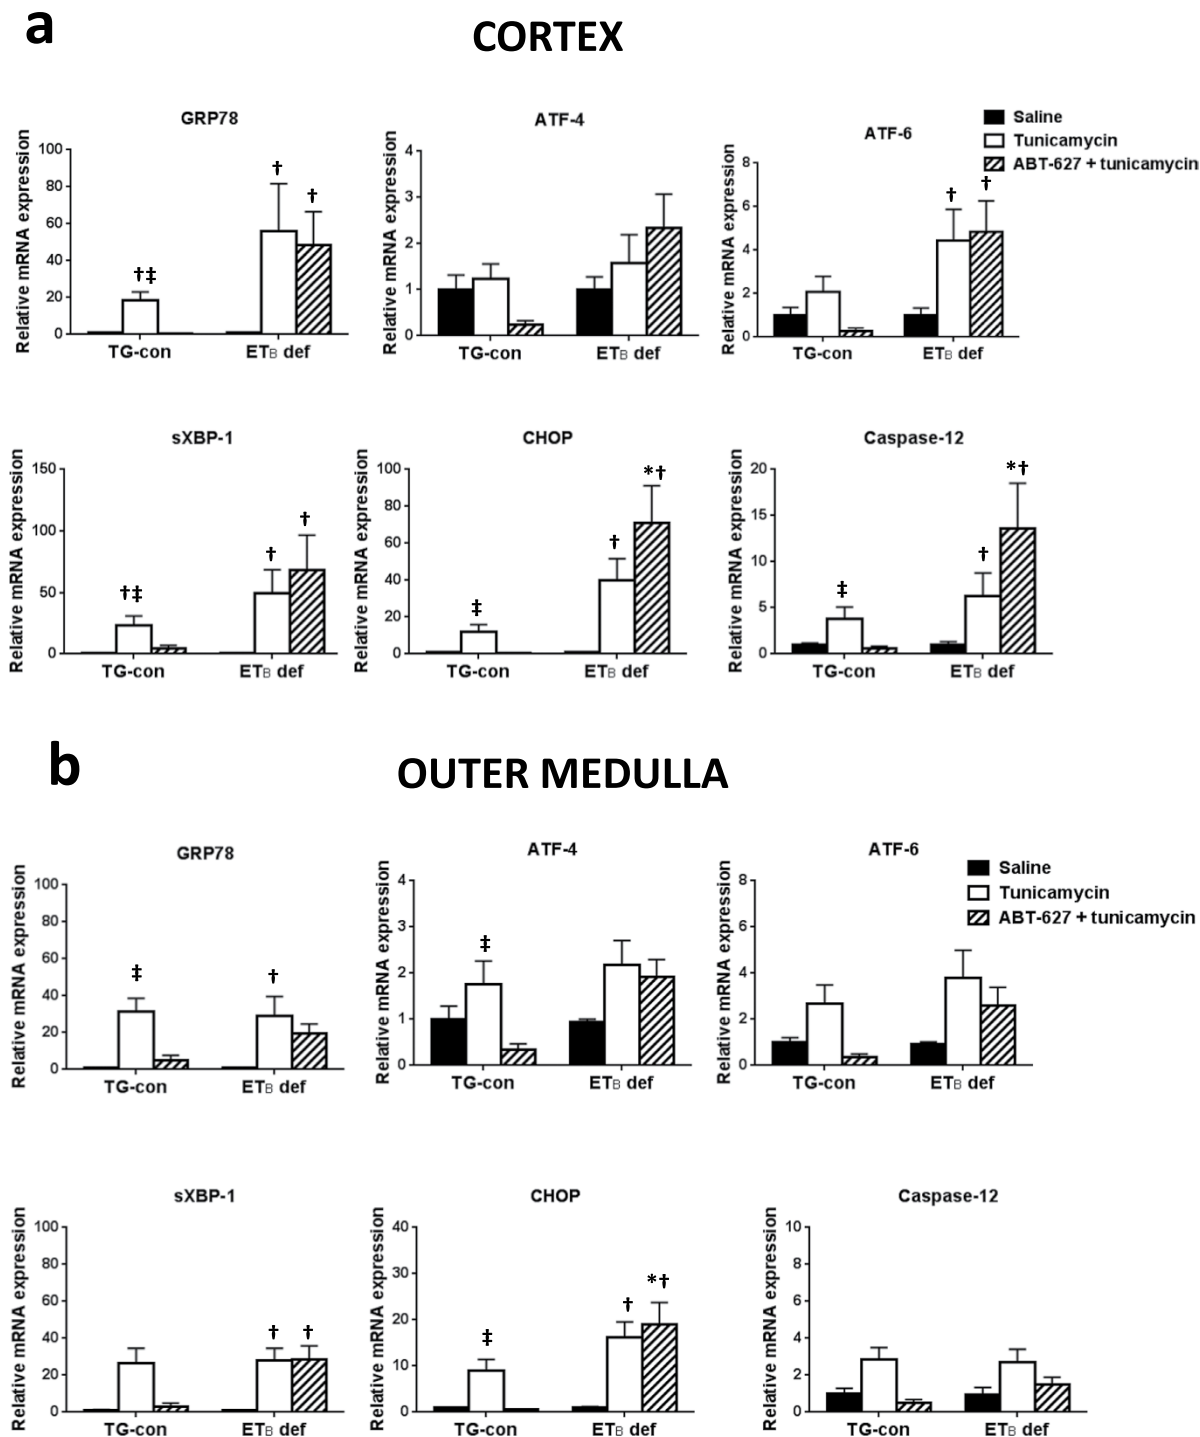 a
CORTEX
GRP78
ATF-4
ATF-6
Saline
Tunicamycin
ABT-627 + tunicamycin
Relative mRNA expression
100
80
60
40
20
0
†‡
†
†
TG-con
ETB def
Relative mRNA expression
4
3
2
1
0
TG-con
ETB def
Relative mRNA expression
8
6
4
2
0
†
†
TG-con
ETB def
sXBP-1
CHOP
Caspase-12
Relative mRNA expression
150
100
50
0
†‡
†
†
TG-con
ETB def
Relative mRNA expression
100
80
60
40
20
0
‡
†
*†
TG-con
ETB def
Relative mRNA expression
20
15
10
5
0
‡
†
*†
TG-con
ETB def
b
OUTER MEDULLA
GRP78
ATF-4
ATF-6
Saline
Tunicamycin
ABT-627 + tunicamycin
Relative mRNA expression
100
80
60
40
20
0
‡
†
TG-con
ETB def
Relative mRNA expression
4
3
2
1
0
‡
TG-con
ETB def
Relative mRNA expression
8
6
4
2
0
TG-con
ETB def
sXBP-1
CHOP
Caspase-12
Relative mRNA expression
100
80
60
40
20
0
†
†
TG-con
ETB def
Relative mRNA expression
40
30
20
10
0
‡
†
*†
TG-con
ETB def
Relative mRNA expression
10
8
6
4
2
0
TG-con
ETB def